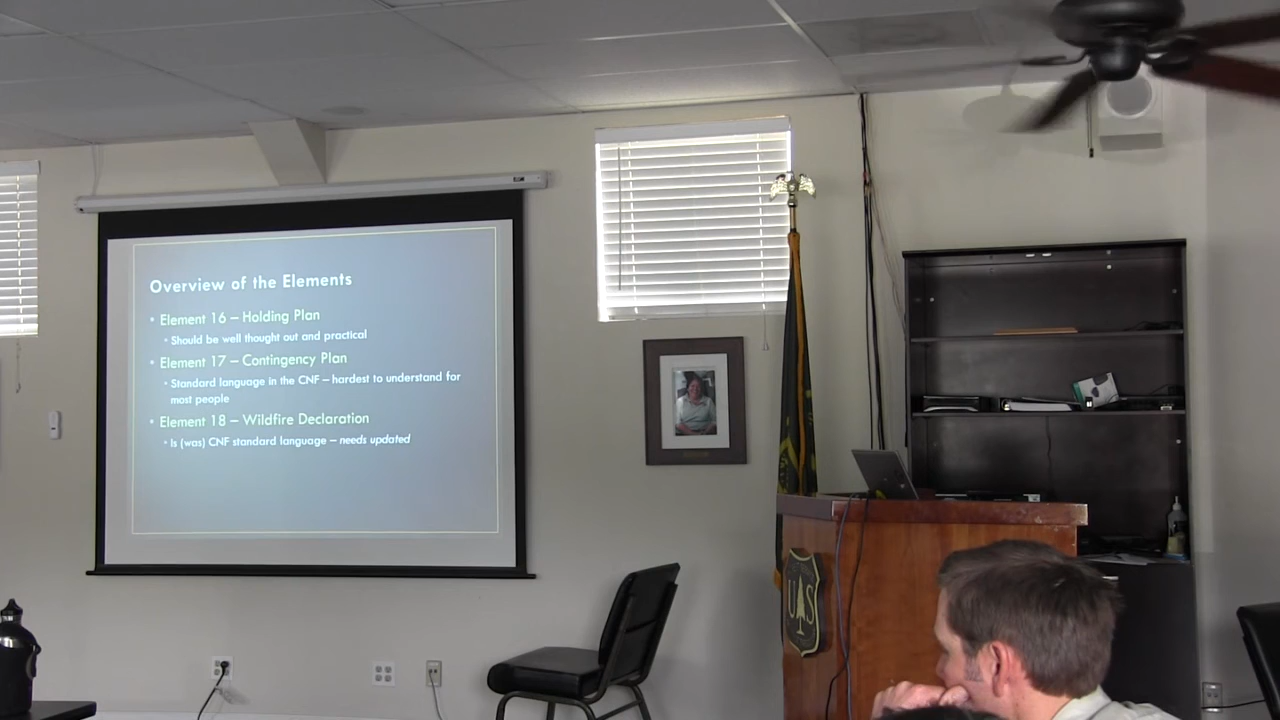 Overview of the Elements
• Element 16 – Holding Plan
• Should be well thought out and practical
• Element 17 – Contingency Plan
• Standard language in the CNF – hardest to understand for
most people
• Element 18 – Wildfire Declaration
• Is (was) CNF standard language – needs updated
U S